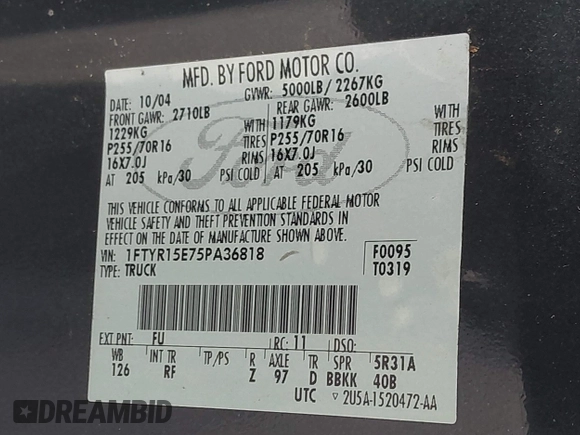 MFD. BY FORD MOTOR CO.
DATE: 10/04 GVWR: 5000LB/ 2267KG
FRONT GAWR: 2710LB REAR GAWR: 2600LB
1229KG WITH 1179KG WITH
P255/70R16 TIRES P255/70R16 TIRES
16X7.0J RIMS 16X7.0J RIMS
AT 205 kPa/30 PSI COLD AT 205 kPa/30 PSI COLD
Ford
THIS VEHICLE CONFORMS TO ALL APPLICABLE FEDERAL MOTOR
VEHICLE SAFETY AND THEFT PREVENTION STANDARDS IN
EFFECT ON THE DATE OF MANUFACTURE SHOWN ABOVE.
VIN: 1FTYR15E75PA36818 F0095
TYPE: TRUCK T0319
EXT PNT: FU RC: 11 DSO:
WB INT TR TP/PS R AXLE TR SPR 5R31A
126 RF Z 97 D BBKK 40B
UTC ▽2U5A-1520472-AA
DREAMBID